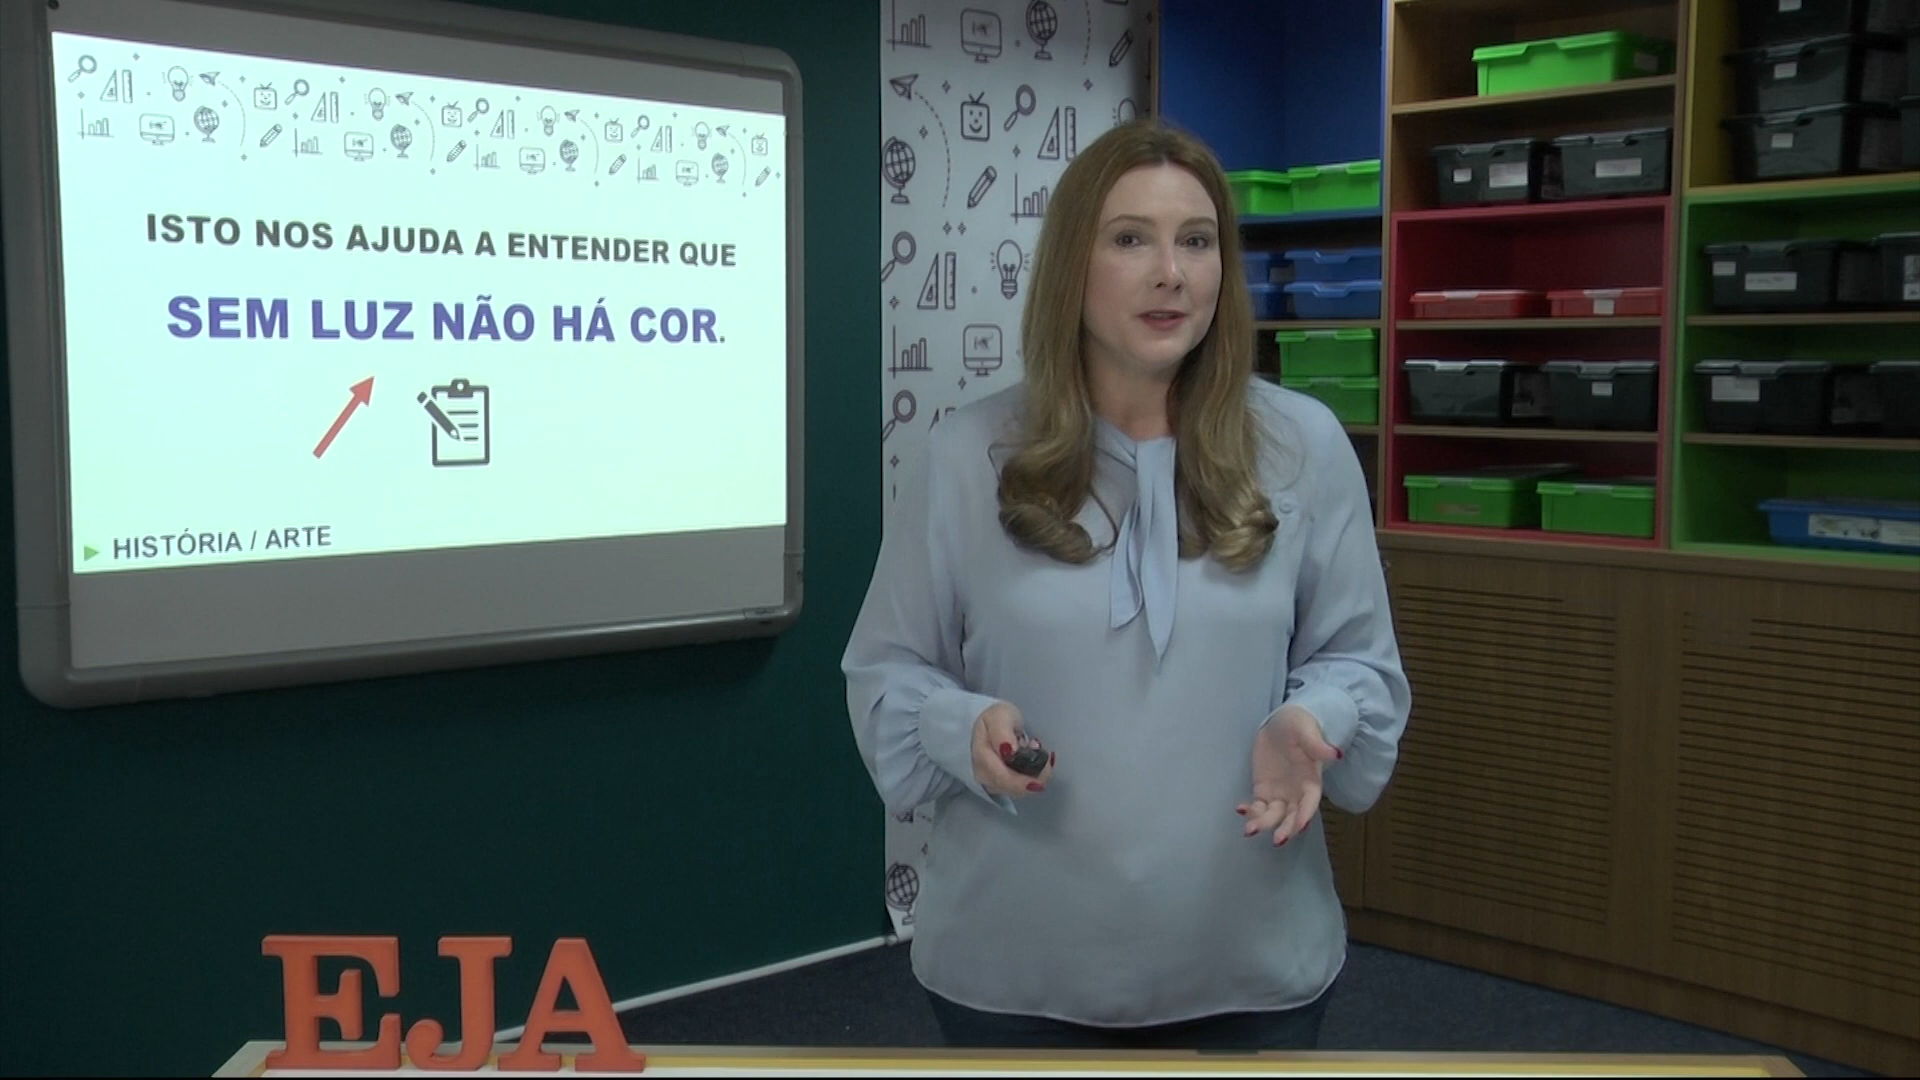 ISTO NOS AJUDA A ENTENDER QUE
SEM LUZ NÃO HÁ COR.
HISTÓRIA / ARTE
EJA